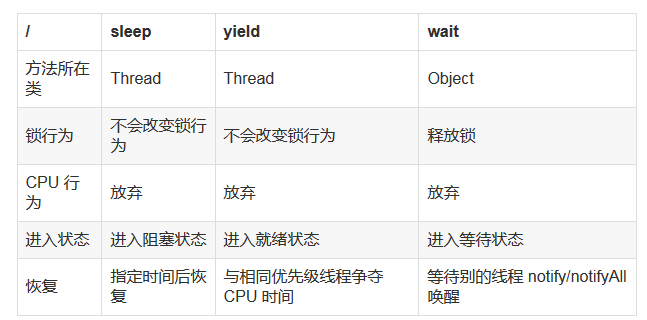 / sleep yield wait
方法所在类 Thread Thread Object
锁行为 不会改变锁行为 不会改变锁行为 释放锁
CPU 行为 放弃 放弃 放弃
进入状态 进入阻塞状态 进入就绪状态 进入等待状态
恢复 指定时间后恢复 与相同优先级线程争夺 CPU 时间 等待别的线程 notify/notifyAll 唤醒